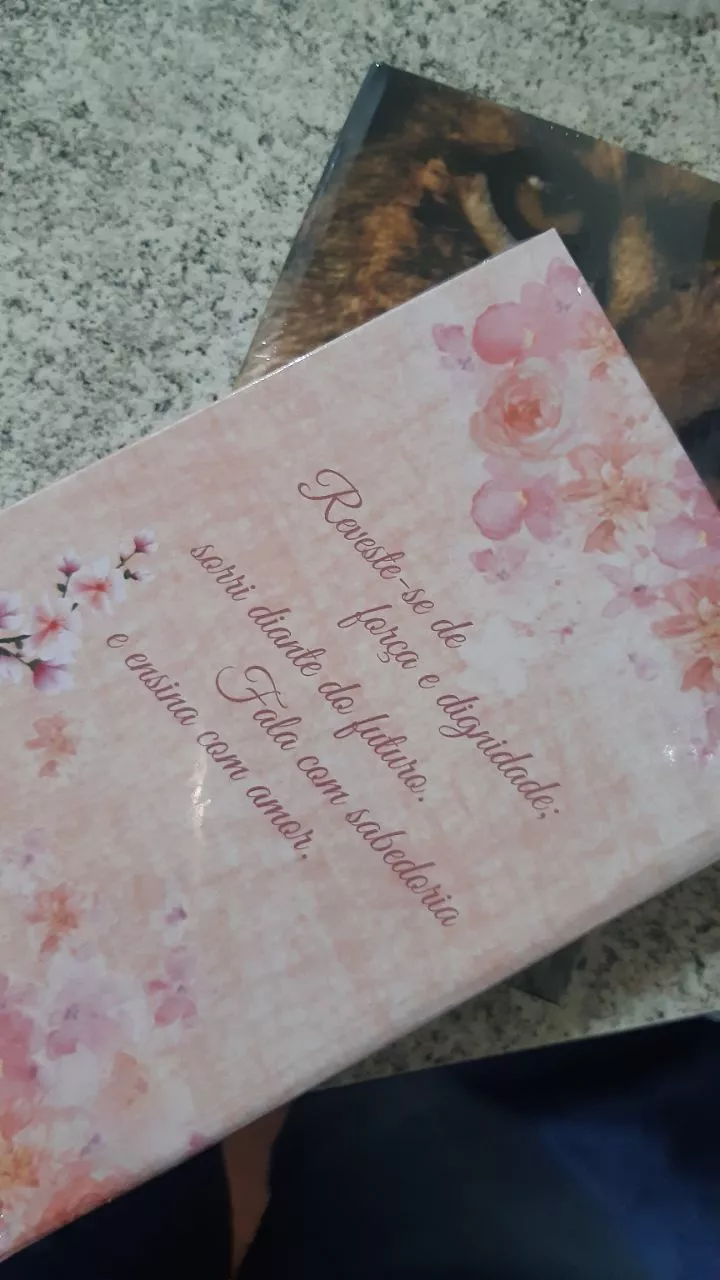 Reveste-se de
força e dignidade;
sorri diante do futuro.
Fala com sabedoria
e ensina com amor.